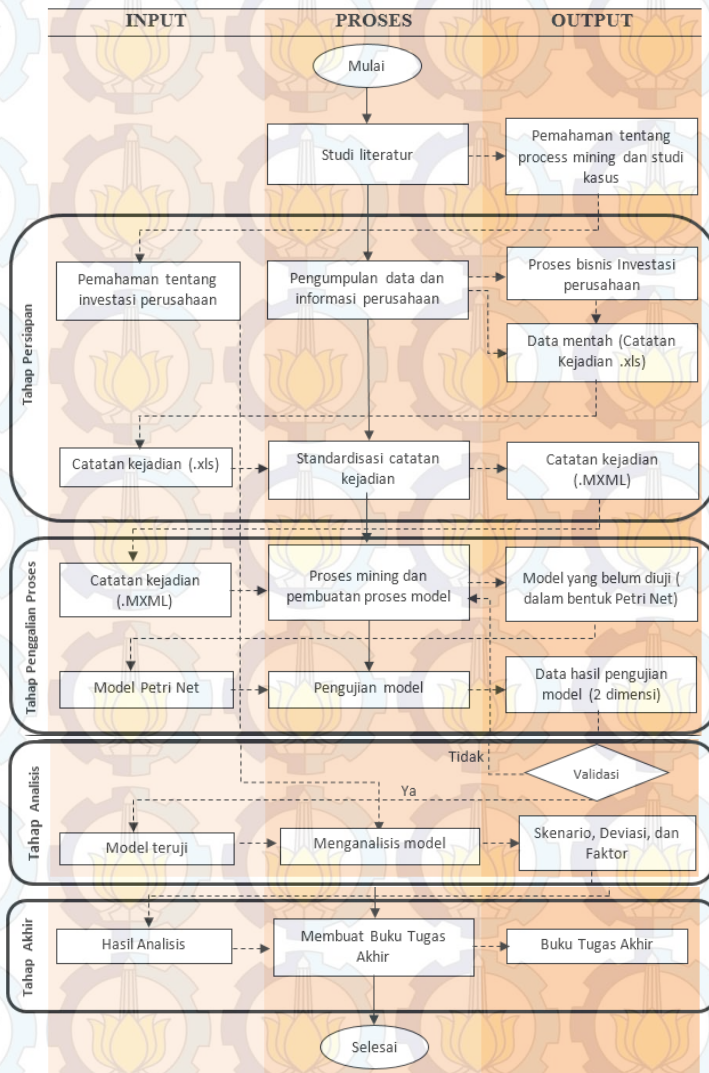 INPUT PROSES OUTPUT
Mulai
Studi literatur
Pemahaman tentang
process mining dan studi
kasus
Tahap Persiapan
Pemahaman tentang
investasi perusahaan
Pengumpulan data dan
informasi perusahaan
Proses bisnis Investasi
perusahaan
Data mentah (Catatan
Kejadian .xls)
Catatan kejadian (.xls)
Standardisasi catatan
kejadian
Catatan kejadian
(.MXML)
Tahap Penggalian Proses
Catatan kejadian
(.MXML)
Proses mining dan
pembuatan proses model
Model yang belum diuji (
dalam bentuk Petri Net)
Model Petri Net
Pengujian model
Data hasil pengujian
model (2 dimensi)
Tahap Analisis
Tidak
Validasi
Ya
Model teruji
Menganalisis model
Skenario, Deviasi, dan
Faktor
Tahap Akhir
Hasil Analisis
Membuat Buku Tugas
Akhir
Buku Tugas Akhir
Selesai